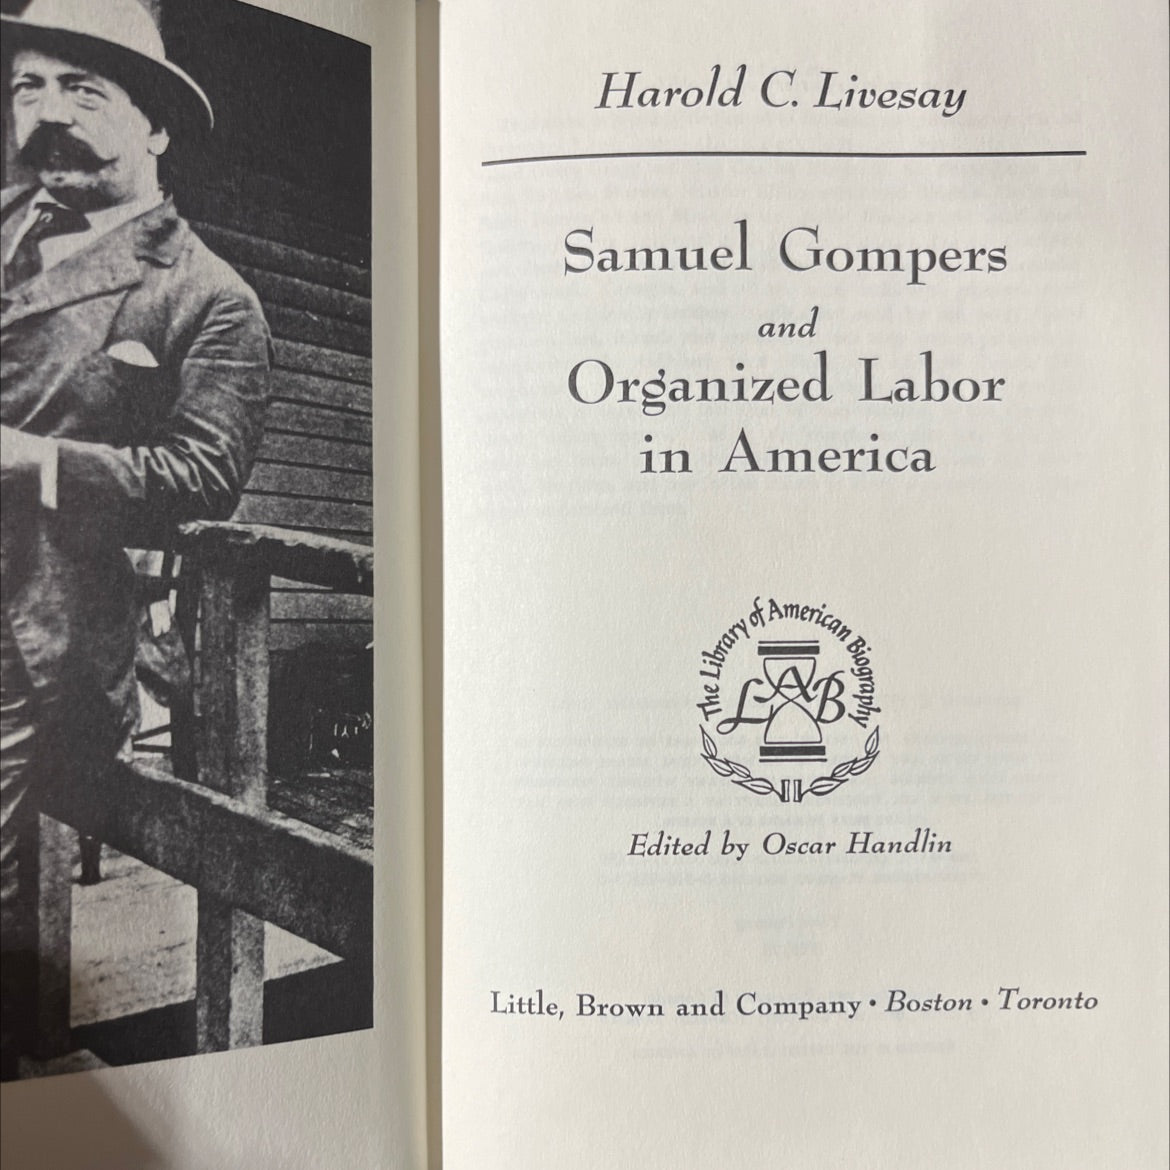 Harold C. Livesay
Samuel Gompers
and
Organized Labor
in America
The Library of American Biography
LAB
Edited by Oscar Handlin
Little, Brown and Company • Boston • Toronto